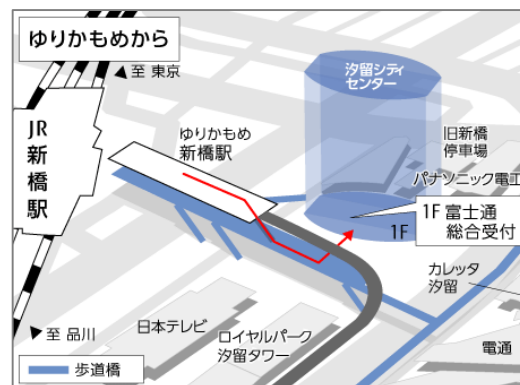 ゆりかもめから
至 東京
JR
新
橋
駅
ゆりかもめ
新橋駅
汐留シティ
センター
旧新橋
停車場
パナソニック電工
1F 富士通
総合受付
1F
カレッタ
汐留
至 品川
日本テレビ
ロイヤルパーク
汐留タワー
電通
歩道橋